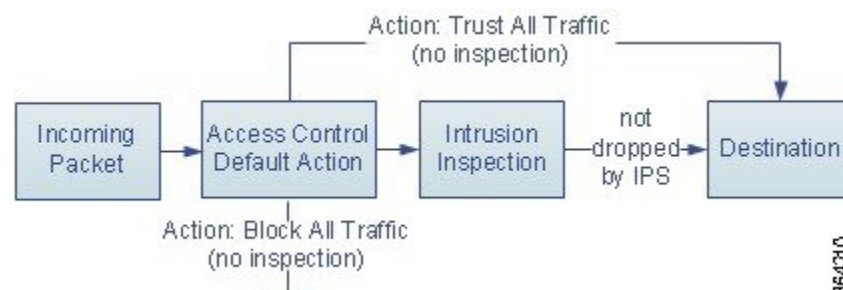 Action: Trust All Traffic
(no inspection)
Incoming
Packet
Access Control
Default Action
Intrusion
Inspection
not
dropped
by IPS
Destination
Action: Block All Traffic
(no inspection)